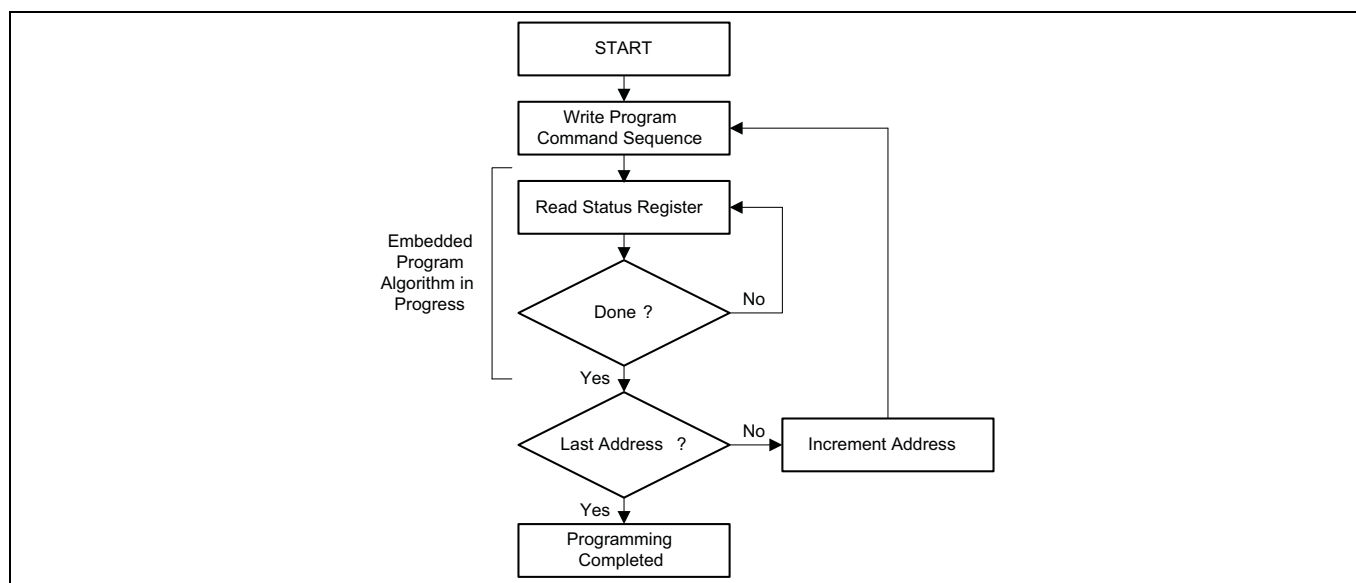 START
Write Program
Command Sequence
Read Status Register
Embedded
Program
Algorithm in
Progress
Done ?
No
Yes
Last Address ?
No
Increment Address
Yes
Programming
Completed